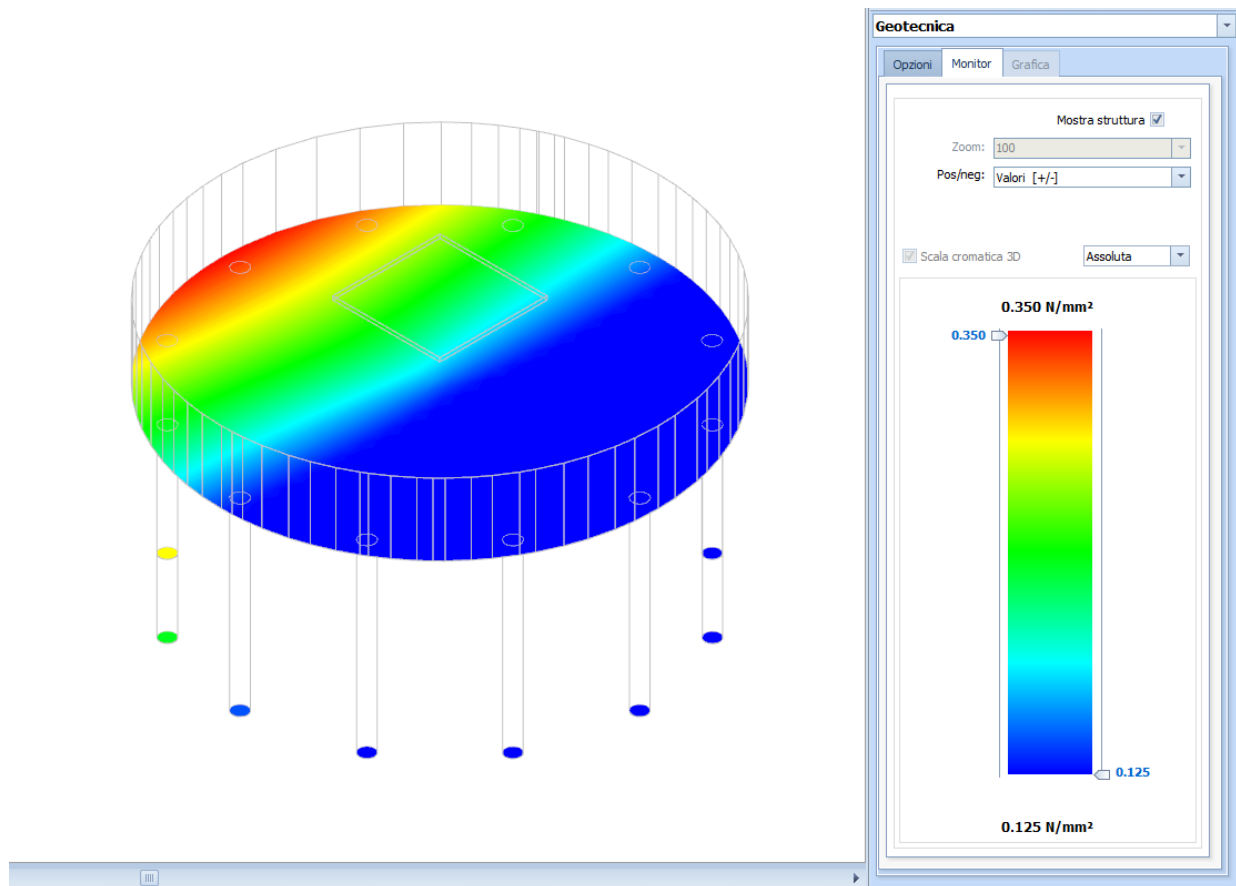 Geotecnica
Opzioni Monitor Grafica
Mostra struttura
Zoom: 100
Pos/neg: Valori [+/-]
Scala cromatica 3D Assoluta
0.350 N/mm²
0.350
0.125
0.125 N/mm²